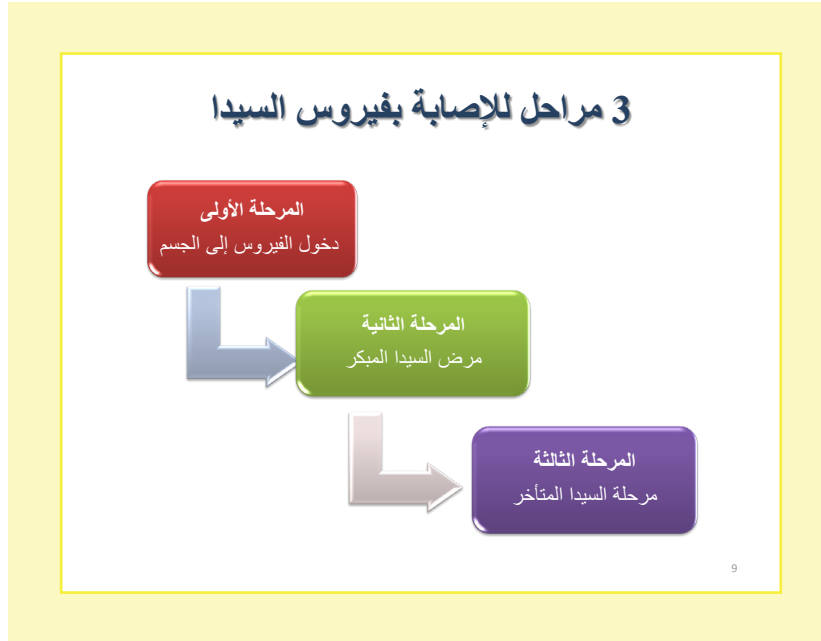 3 مراحل للإصابة بفيروس السيدا
المرحلة الأولى
دخول الفيروس إلى الجسم
المرحلة الثانية
مرض السيدا المبكر
المرحلة الثالثة
مرحلة السيدا المتأخر
9